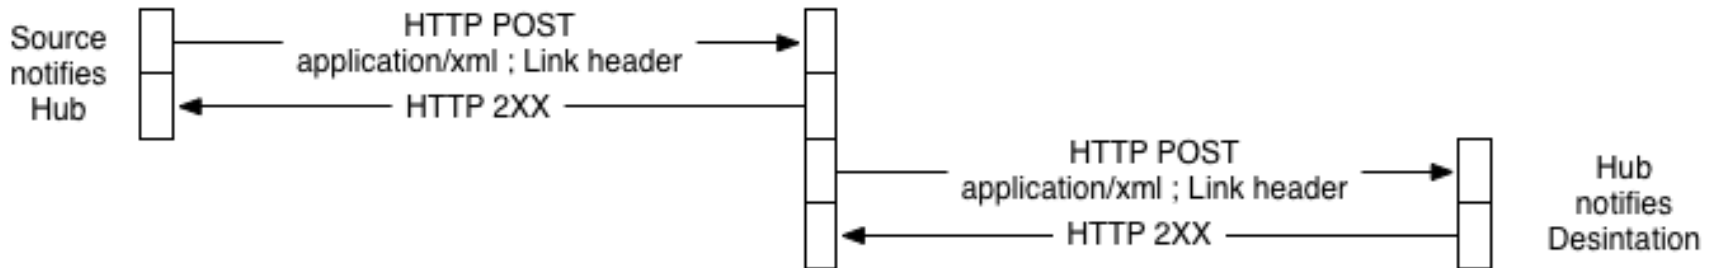 Source
notifies
Hub
HTTP POST
application/xml ; Link header
HTTP 2XX
HTTP POST
application/xml ; Link header
HTTP 2XX
Hub
notifies
Desintation